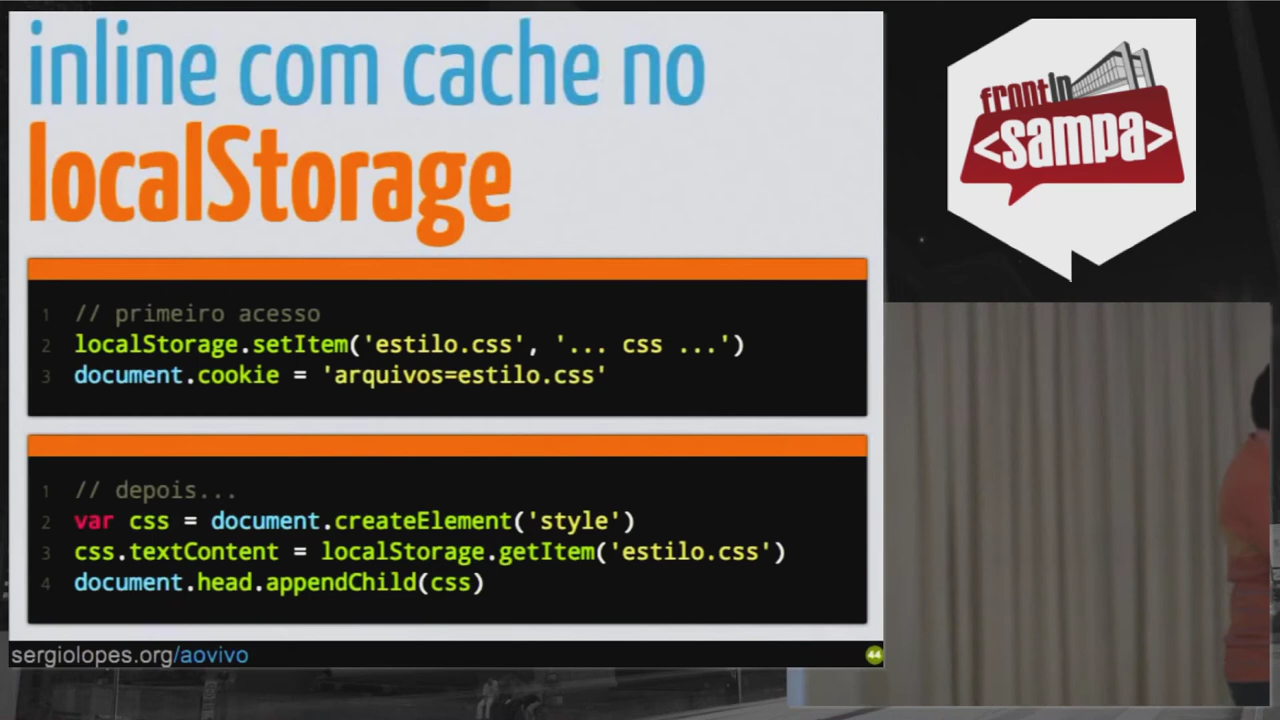 inline com cache no
localStorage
1 // primeiro acesso
2 localStorage.setItem('estilo.css', '... css ...')
3 document.cookie = 'arquivos=estilo.css'
1 // depois...
2 var css = document.createElement('style')
3 css.textContent = localStorage.getItem('estilo.css')
4 document.head.appendChild(css)
sergiolopes.org/aovivo
44
frontIn
<sampa>